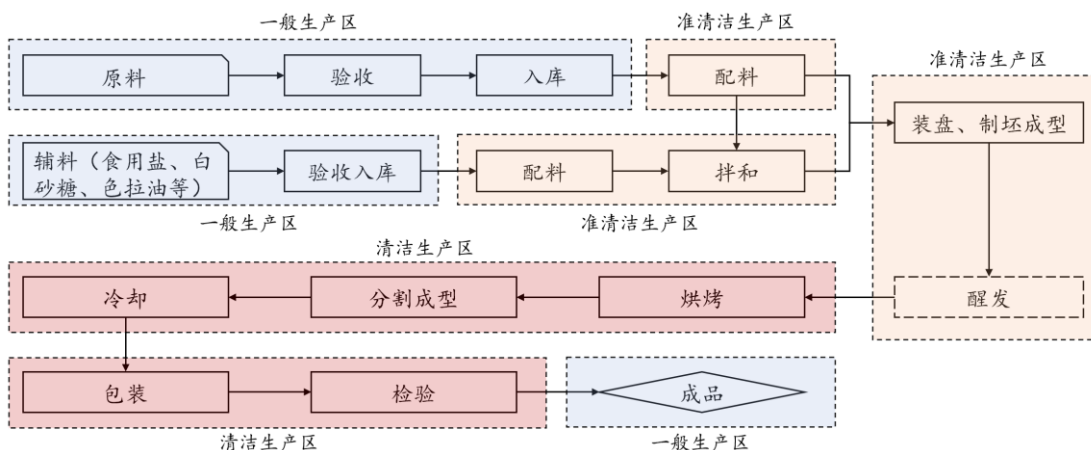 一般生产区
准清洁生产区
原料
验收
入库
配料
准清洁生产区
装盘、制坯成型
辅料（食用盐、白
砂糖、色拉油等）
验收入库
配料
拌和
一般生产区
准清洁生产区
清洁生产区
冷却
分割成型
烘烤
醒发
包装
检验
成品
清洁生产区
一般生产区